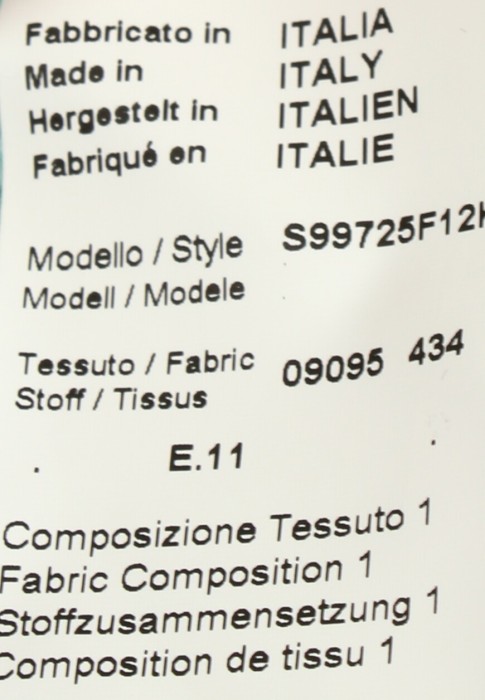 Fabbricato in ITALIA
Made in ITALY
Hergestelt in ITALIEN
Fabriqué en ITALIE
Modello / Style S99725F12
Modell / Modele
Tessuto / Fabric 09095 434
Stoff / Tissus
E.11
Composizione Tessuto 1
Fabric Composition 1
Stoffzusammensetzung 1
Composition de tissu 1